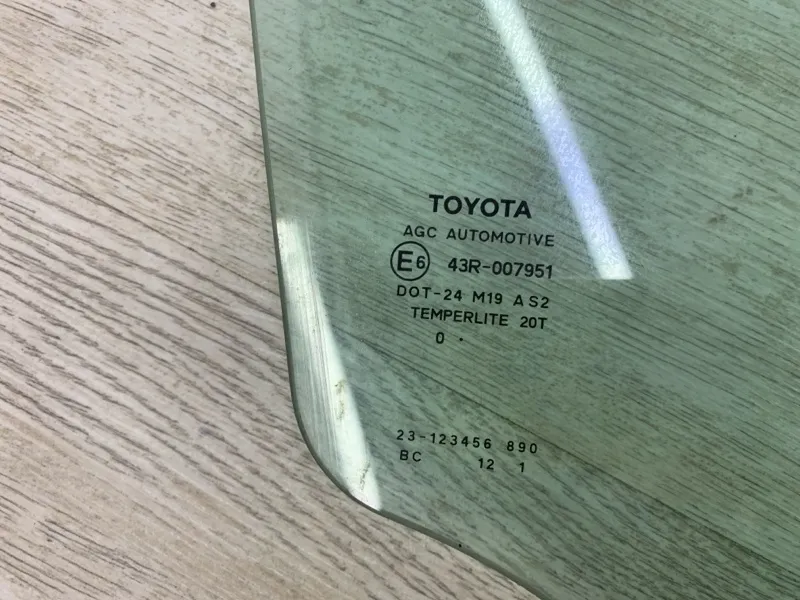 TOYOTA
AGC AUTOMOTIVE
E6 43R-007951
DOT-24 M19 AS2
TEMPERLITE 20T
0 .
23-123456 890
BC 12 1